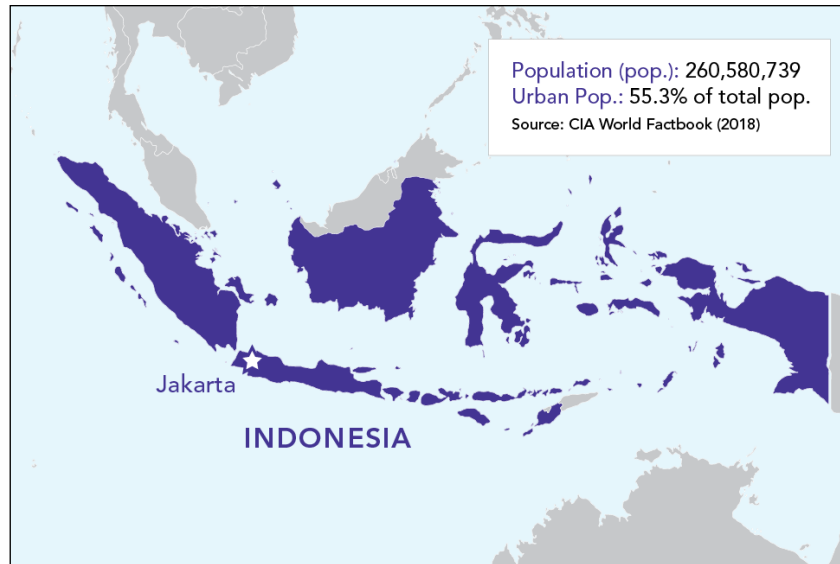 Population (pop.): 260,580,739
Urban Pop.: 55.3% of total pop.
Source: CIA World Factbook (2018)
Jakarta
INDONESIA